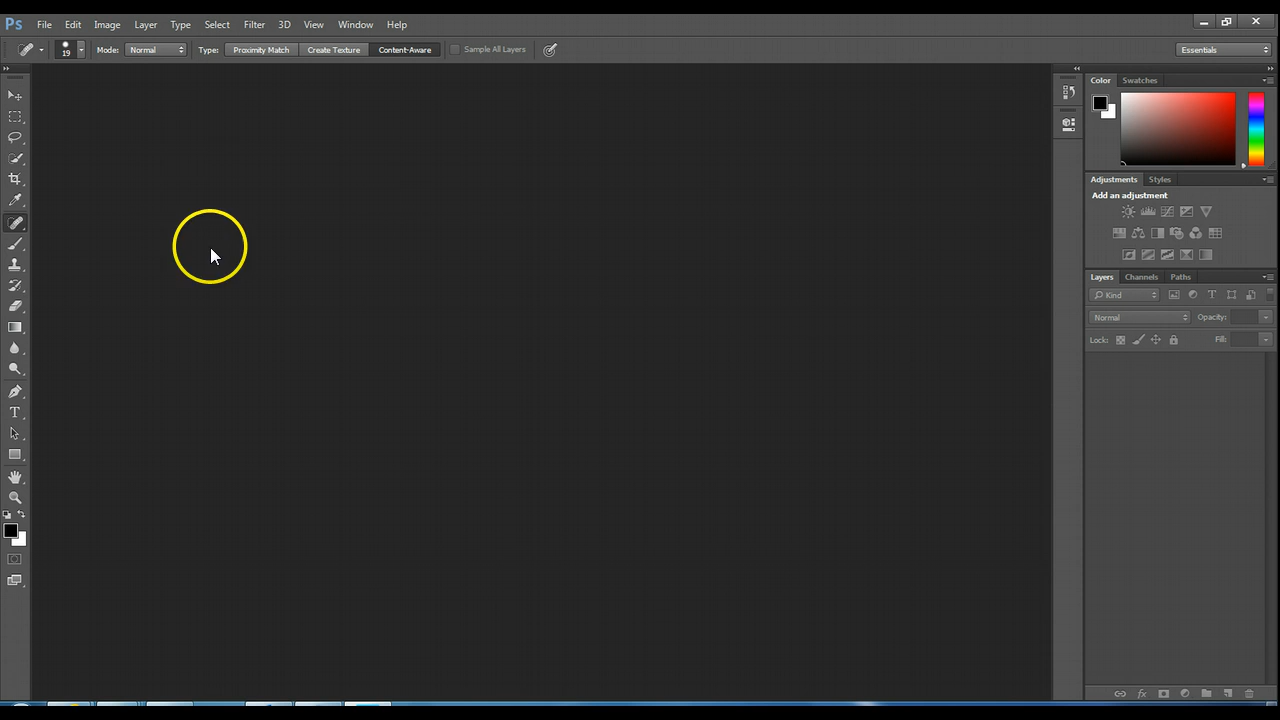 Ps File Edit Image Layer Type Select Filter 3D View Window Help
19 Mode: Normal Type: Proximity Match Create Texture Content-Aware Sample All Layers Essentials
Color Swatches
Adjustments Styles
Add an adjustment
Layers Channels Paths
Kind T
Normal Opacity:
Lock: Fill:
T
fx